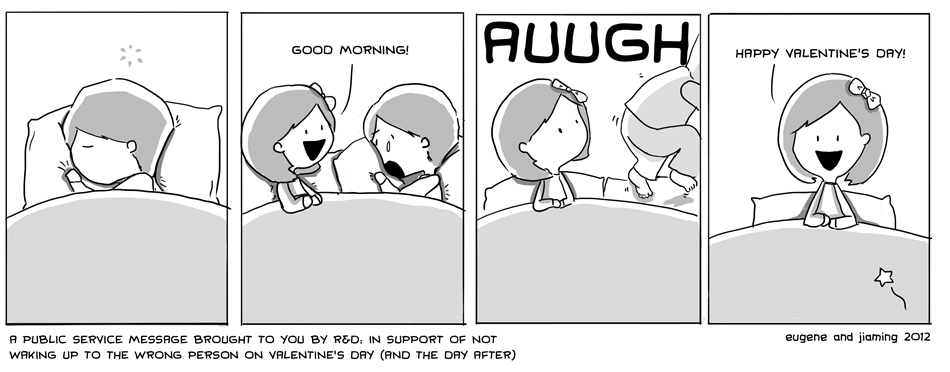 GOOD MORNING!
AUUGH
HAPPY VALENTINE'S DAY!
A PUBLIC SERVICE MESSAGE BROUGHT TO YOU BY R&D; IN SUPPORT OF NOT
WAKING UP TO THE WRONG PERSON ON VALENTINE'S DAY (AND THE DAY AFTER)
eugene and jiaming 2012